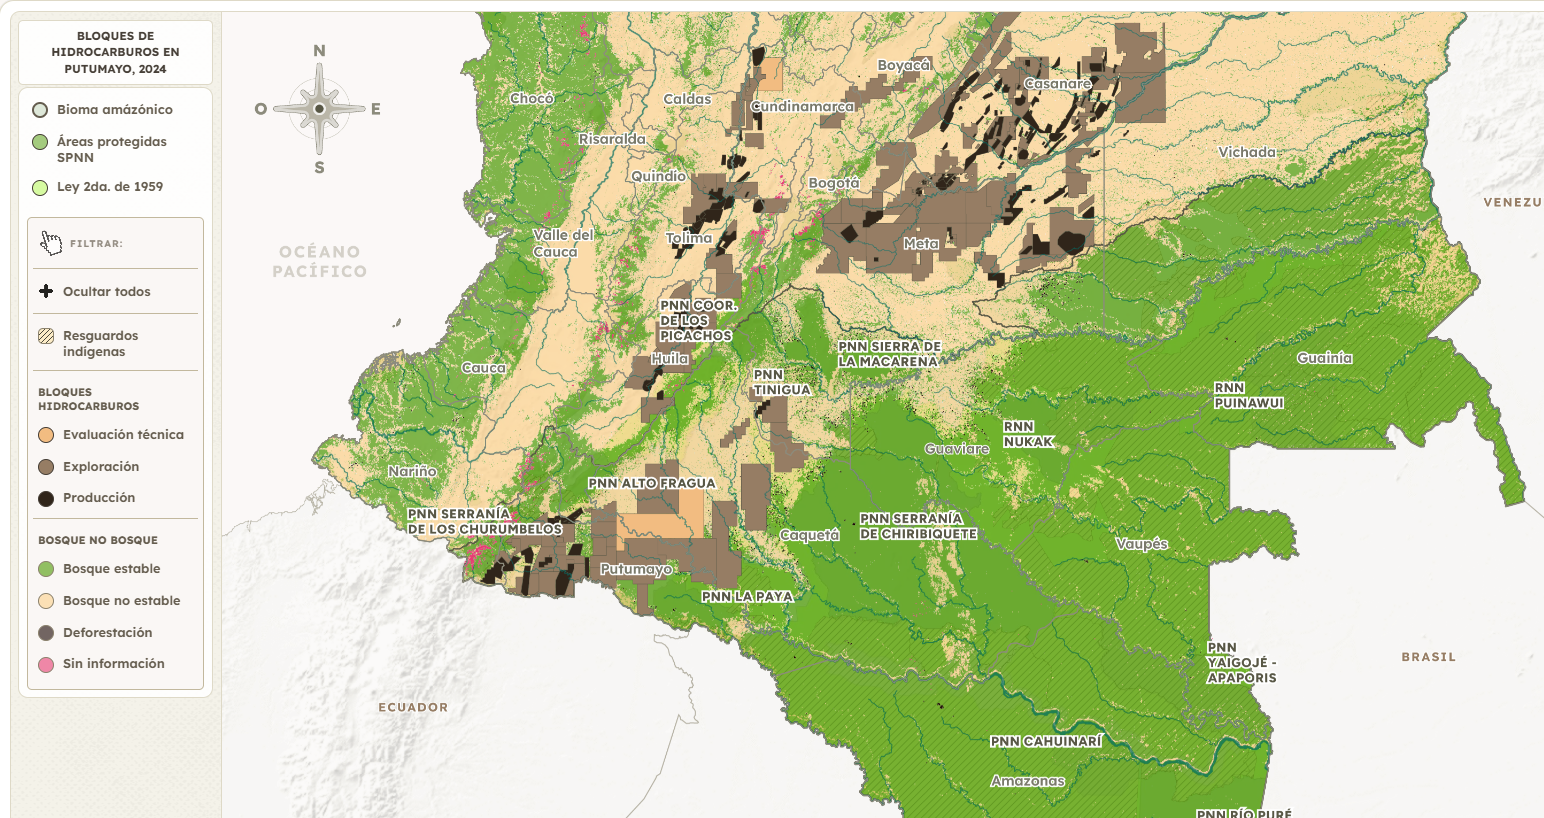 BLOQUES DE
HIDROCARBUROS EN
PUTUMAYO, 2024
Bioma amázónico
Áreas protegidas
SPNN
Ley 2da. de 1959
FILTRAR:
Ocultar todos
Resguardos
indígenas
BLOQUES
HIDROCARBUROS
Evaluación técnica
Exploración
Producción
BOSQUE NO BOSQUE
Bosque estable
Bosque no estable
Deforestación
Sin información
N
O
E
S
OCÉANO
PACÍFICO
Chocó
Caldas
Boyacá
Cundinamarca
Casanare
Risaralda
Vichada
Quindio
Bogotá
VENEZU
Valle del
Cauca
Tolima
Meta
PNN COOR.
DE LOS
PICACHOS
PNN SIERRA DE
LA MACARENA
Huila
Guainía
Cauca
PNN
TINIGUA
RNN
PUINAWUI
RNN
NUKAK
Guaviare
Nariño
PNN ALTO FRAGUA
PNN SERRANÍA
DE LOS CHURUMBELOS
PNN SERRANÍA
DE CHIRIBIQUETE
Caquetá
Vaupés
Putumayo
PNN LA PAYA
PNN
YAIGOJÉ -
APAPORIS
BRASIL
ECUADOR
PNN CAHUINARÍ
Amazonas
PNN RÍO PURÉ